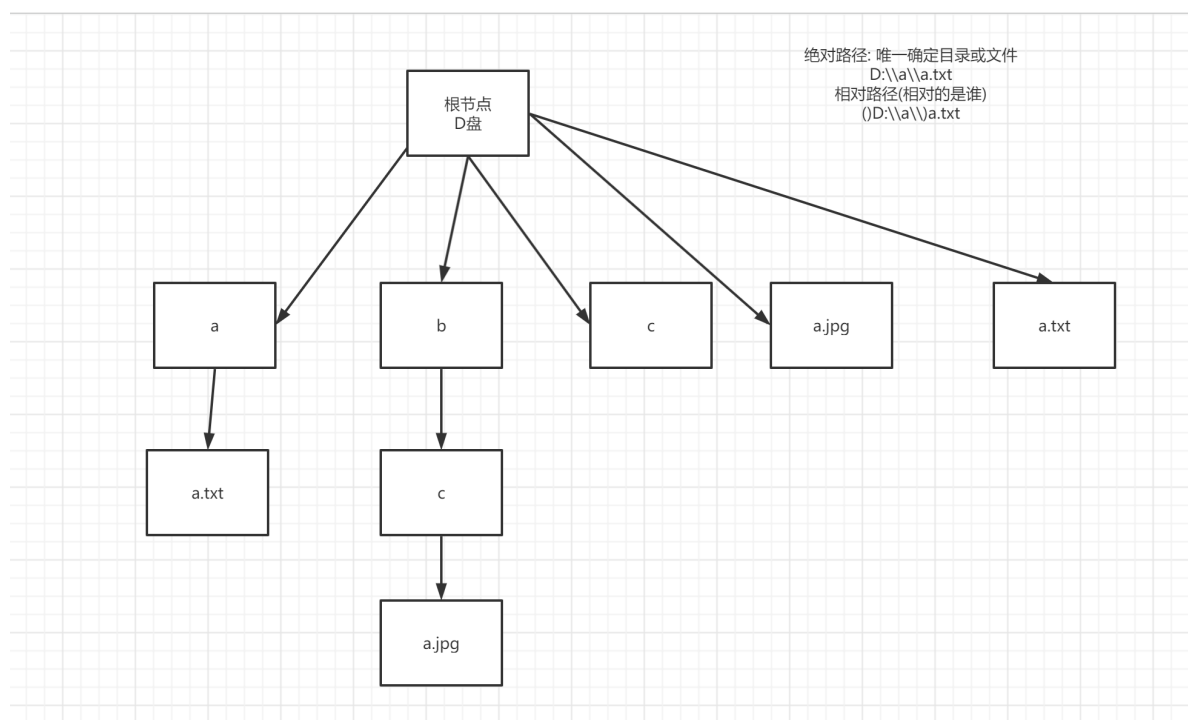 绝对路径: 唯一确定目录或文件
D:\\a\\a.txt
相对路径(相对的是谁)
()D:\\a\\)a.txt
根节点
D盘
a
b
c
a.jpg
a.txt
a.txt
c
a.jpg